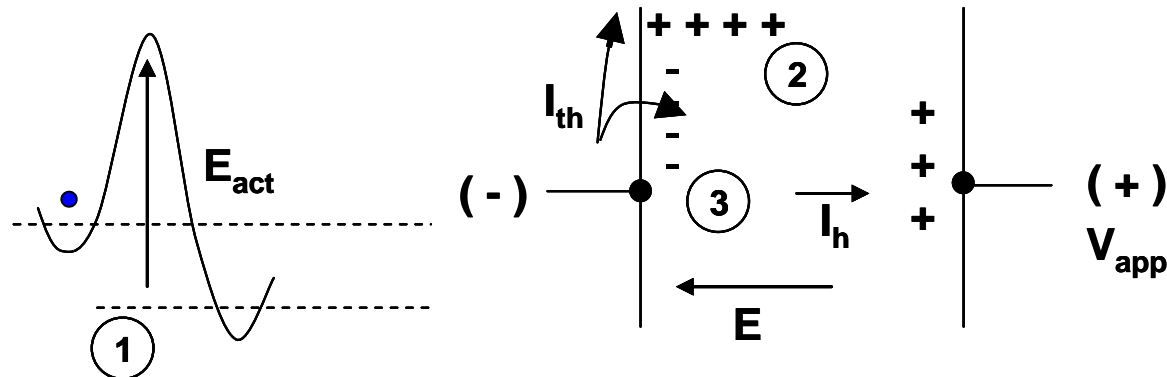 E_act
1
( - )
I_th
+ + + +
2
-
-
-
-
3
I_h
E
+
+
+
( + )
V_app